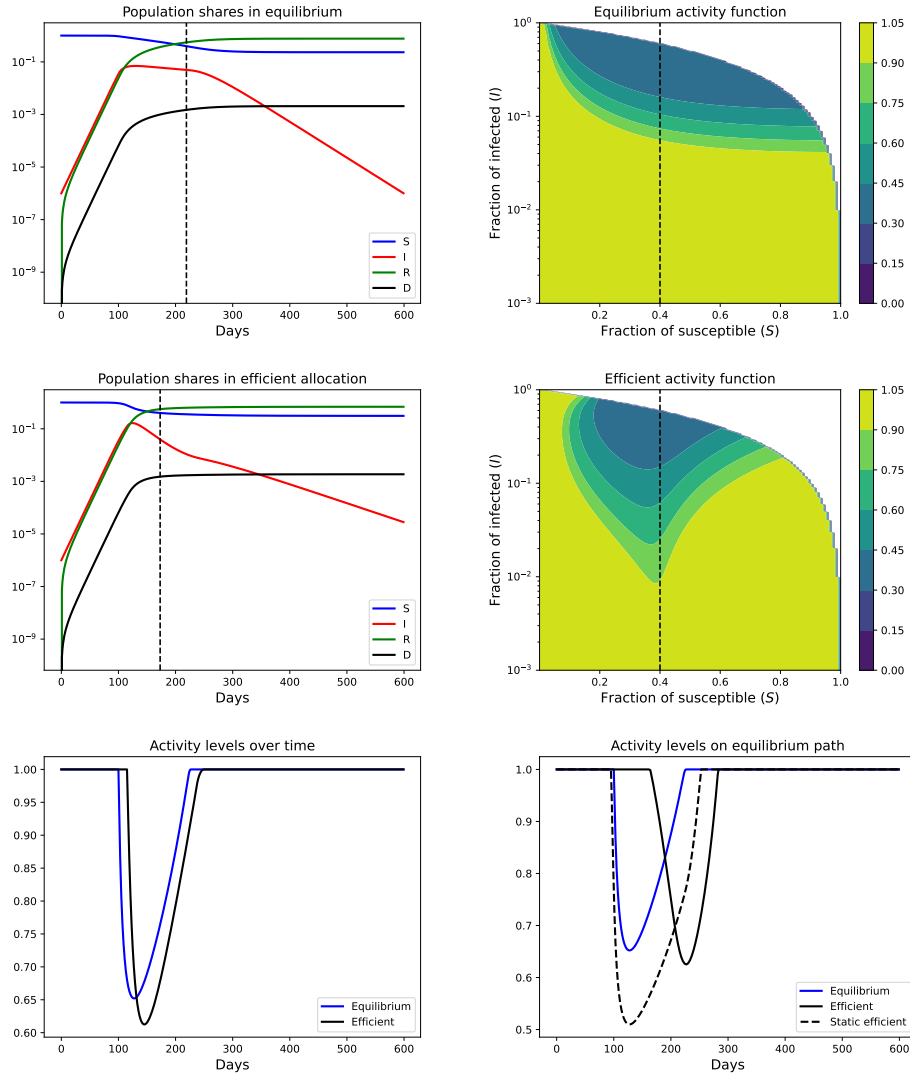 Population shares in equilibrium
10⁻¹
10⁻³
10⁻⁵
10⁻⁷
10⁻⁹
0 100 200 300 400 500 600
Days
S
I
R
D
Equilibrium activity function
Fraction of infected (I)
10⁰
10⁻¹
10⁻²
10⁻³
0.2 0.4 0.6 0.8 1.0
Fraction of susceptible (S)
1.05
0.90
0.75
0.60
0.45
0.30
0.15
0.00
Population shares in efficient allocation
10⁻¹
10⁻³
10⁻⁵
10⁻⁷
10⁻⁹
0 100 200 300 400 500 600
Days
S
I
R
D
Efficient activity function
Fraction of infected (I)
10⁰
10⁻¹
10⁻²
10⁻³
0.2 0.4 0.6 0.8 1.0
Fraction of susceptible (S)
1.05
0.90
0.75
0.60
0.45
0.30
0.15
0.00
Activity levels over time
1.00
0.95
0.90
0.85
0.80
0.75
0.70
0.65
0.60
0 100 200 300 400 500 600
Days
Equilibrium
Efficient
Activity levels on equilibrium path
1.0
0.9
0.8
0.7
0.6
0.5
0 100 200 300 400 500 600
Days
Equilibrium
Efficient
Static efficient